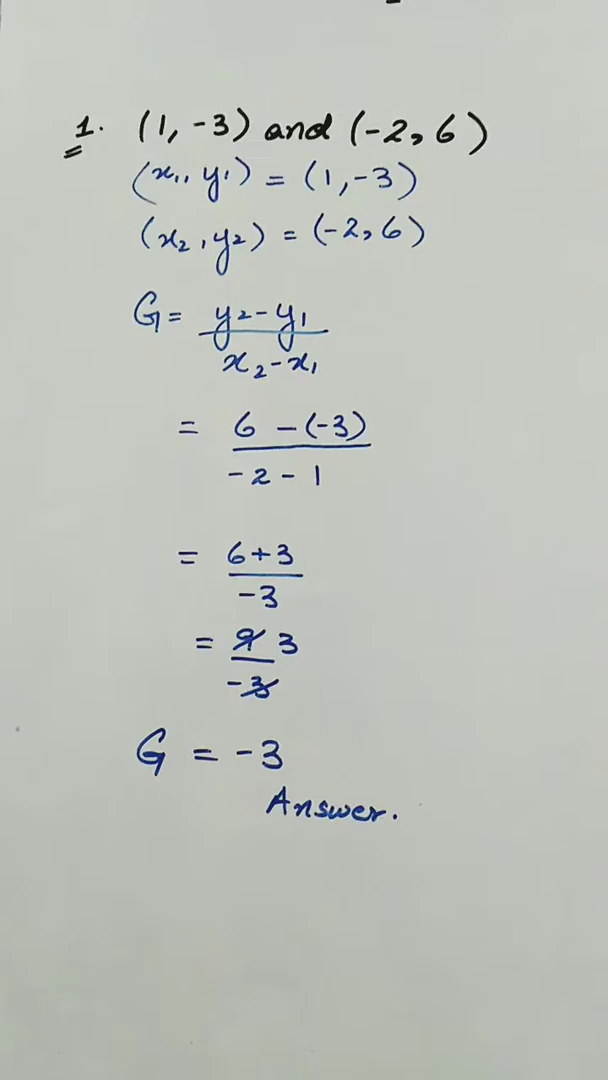 1. (1, -3) and (-2, 6)
(x₁, y₁) = (1, -3)
(x₂, y₂) = (-2, 6)
G = y₂ - y₁
x₂ - x₁
= 6 - (-3)
-2 - 1
= 6+3
-3
= 9 3
-3
G = -3
Answer.